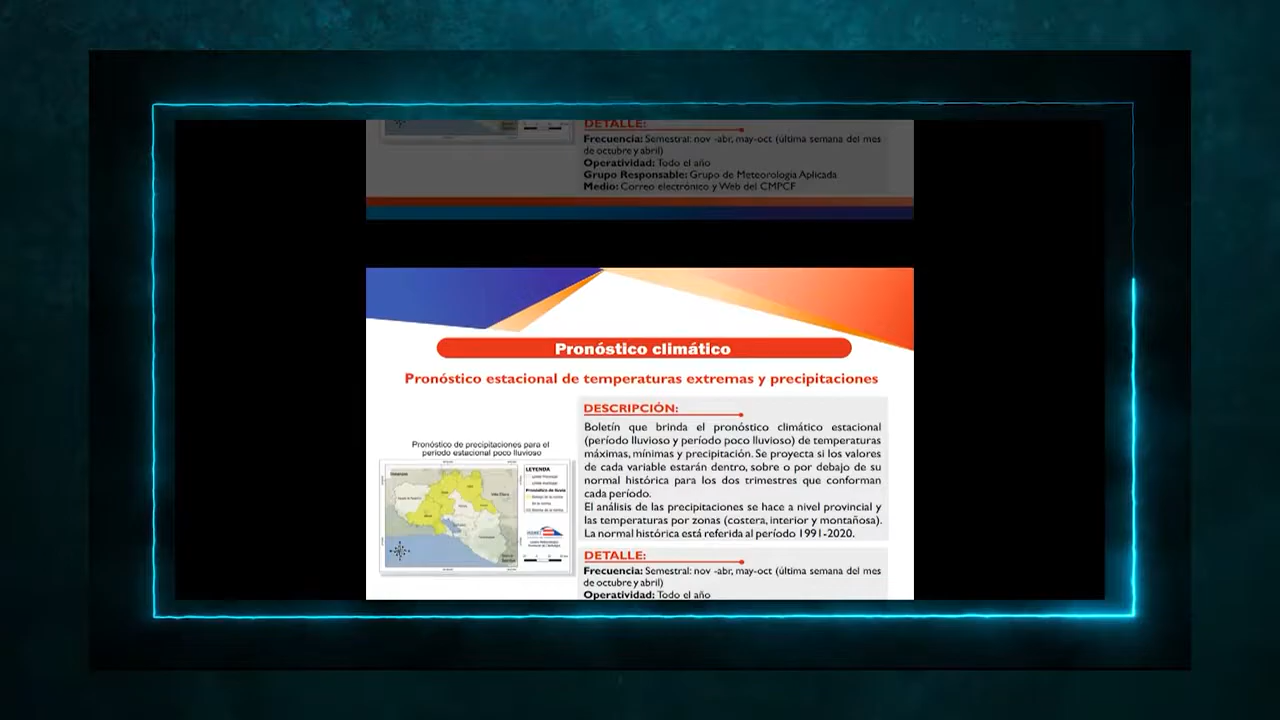 DETALLE:
Frecuencia: Semestral: nov -abr, may-oct (última semana del mes
de octubre y abril)
Operatividad: Todo el año
Grupo Responsable: Grupo de Meteorología Aplicada
Medio: Correo electrónico y Web del CMPCF
Pronóstico climático
Pronóstico estacional de temperaturas extremas y precipitaciones
Pronóstico de precipitaciones para el
período estacional poco lluvioso
LEYENDA
DESCRIPCIÓN:
Boletín que brinda el pronóstico climático estacional
(período lluvioso y período poco lluvioso) de temperaturas
máximas, mínimas y precipitación. Se proyecta si los valores
de cada variable estarán dentro, sobre o por debajo de su
normal histórica para los dos trimestres que conforman
cada período.
El análisis de las precipitaciones se hace a nivel provincial y
las temperaturas por zonas (costera, interior y montañosa).
La normal histórica está referida al período 1991-2020.
DETALLE:
Frecuencia: Semestral: nov -abr, may-oct (última semana del mes
de octubre y abril)
Operatividad: Todo el año